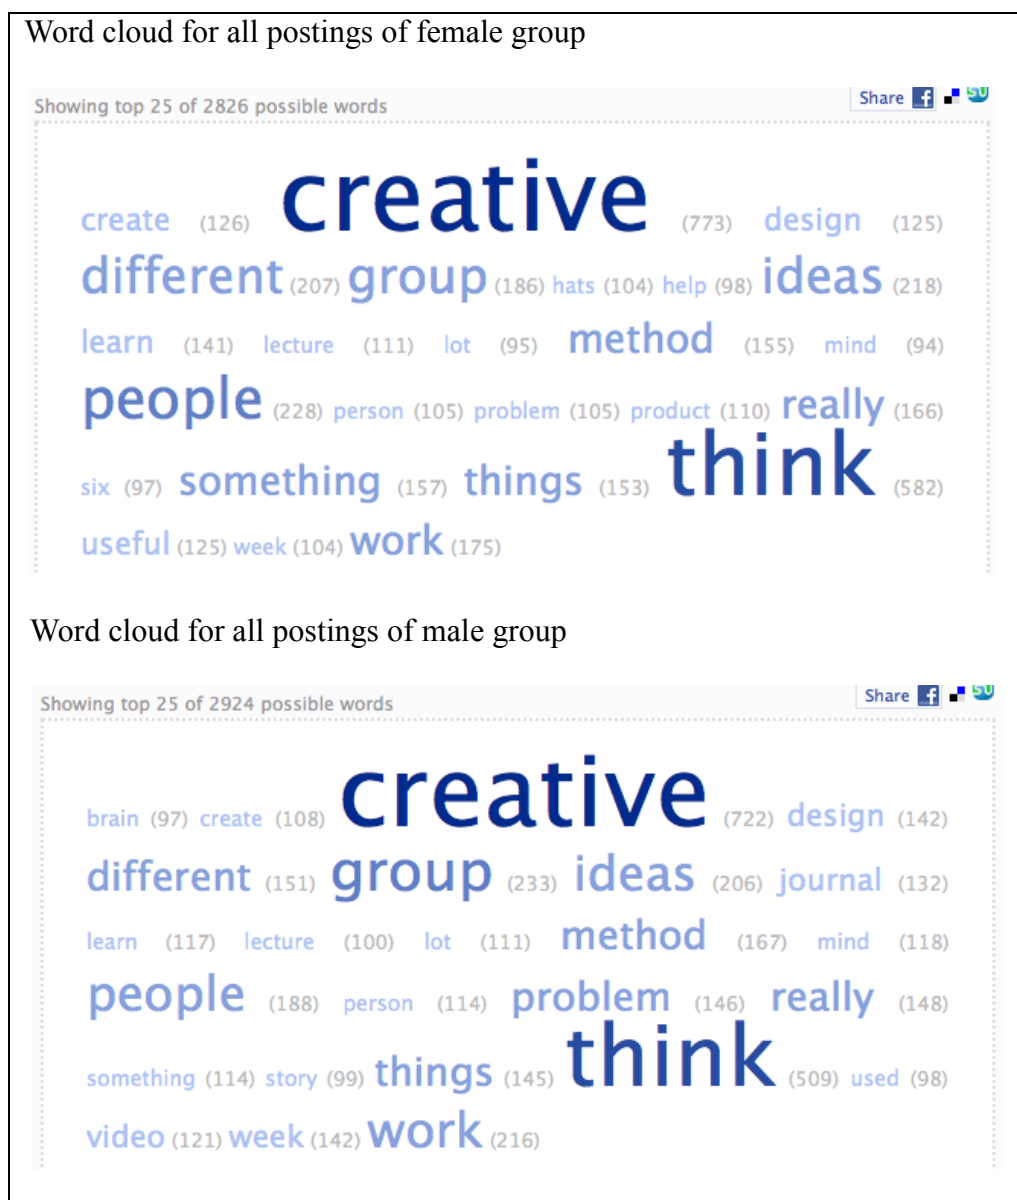 Word cloud for all postings of female group
Showing top 25 of 2826 possible words
Share f SU
create (126) creative (773) design (125)
different (207) group (186) hats (104) help (98) ideas (218)
learn (141) lecture (111) lot (95) method (155) mind (94)
people (228) person (105) problem (105) product (110) really (166)
six (97) something (157) things (153) think (582)
useful (125) week (104) work (175)
Word cloud for all postings of male group
Showing top 25 of 2924 possible words
Share f SU
brain (97) create (108) creative (722) design (142)
different (151) group (233) ideas (206) journal (132)
learn (117) lecture (100) lot (111) method (167) mind (118)
people (188) person (114) problem (146) really (148)
something (114) story (99) things (145) think (509) used (98)
video (121) week (142) work (216)